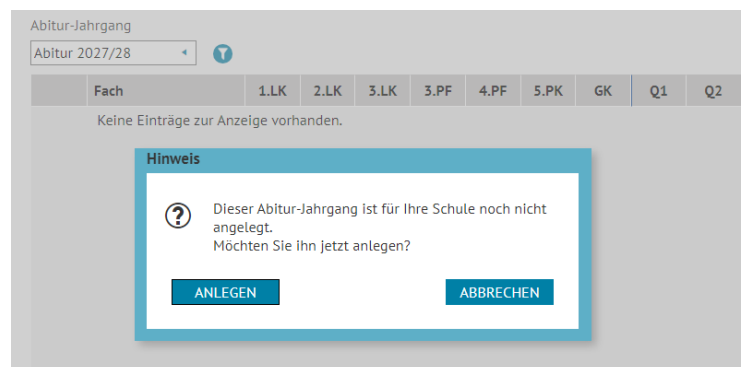 Abitur-Jahrgang
Abitur 2027/28
Fach 1.LK 2.LK 3.LK 3.PF 4.PF 5.PK GK Q1 Q2
Keine Einträge zur Anzeige vorhanden.
Hinweis
Dieser Abitur-Jahrgang ist für Ihre Schule noch nicht
angelegt.
Möchten Sie ihn jetzt anlegen?
ANLEGEN ABBRECHEN